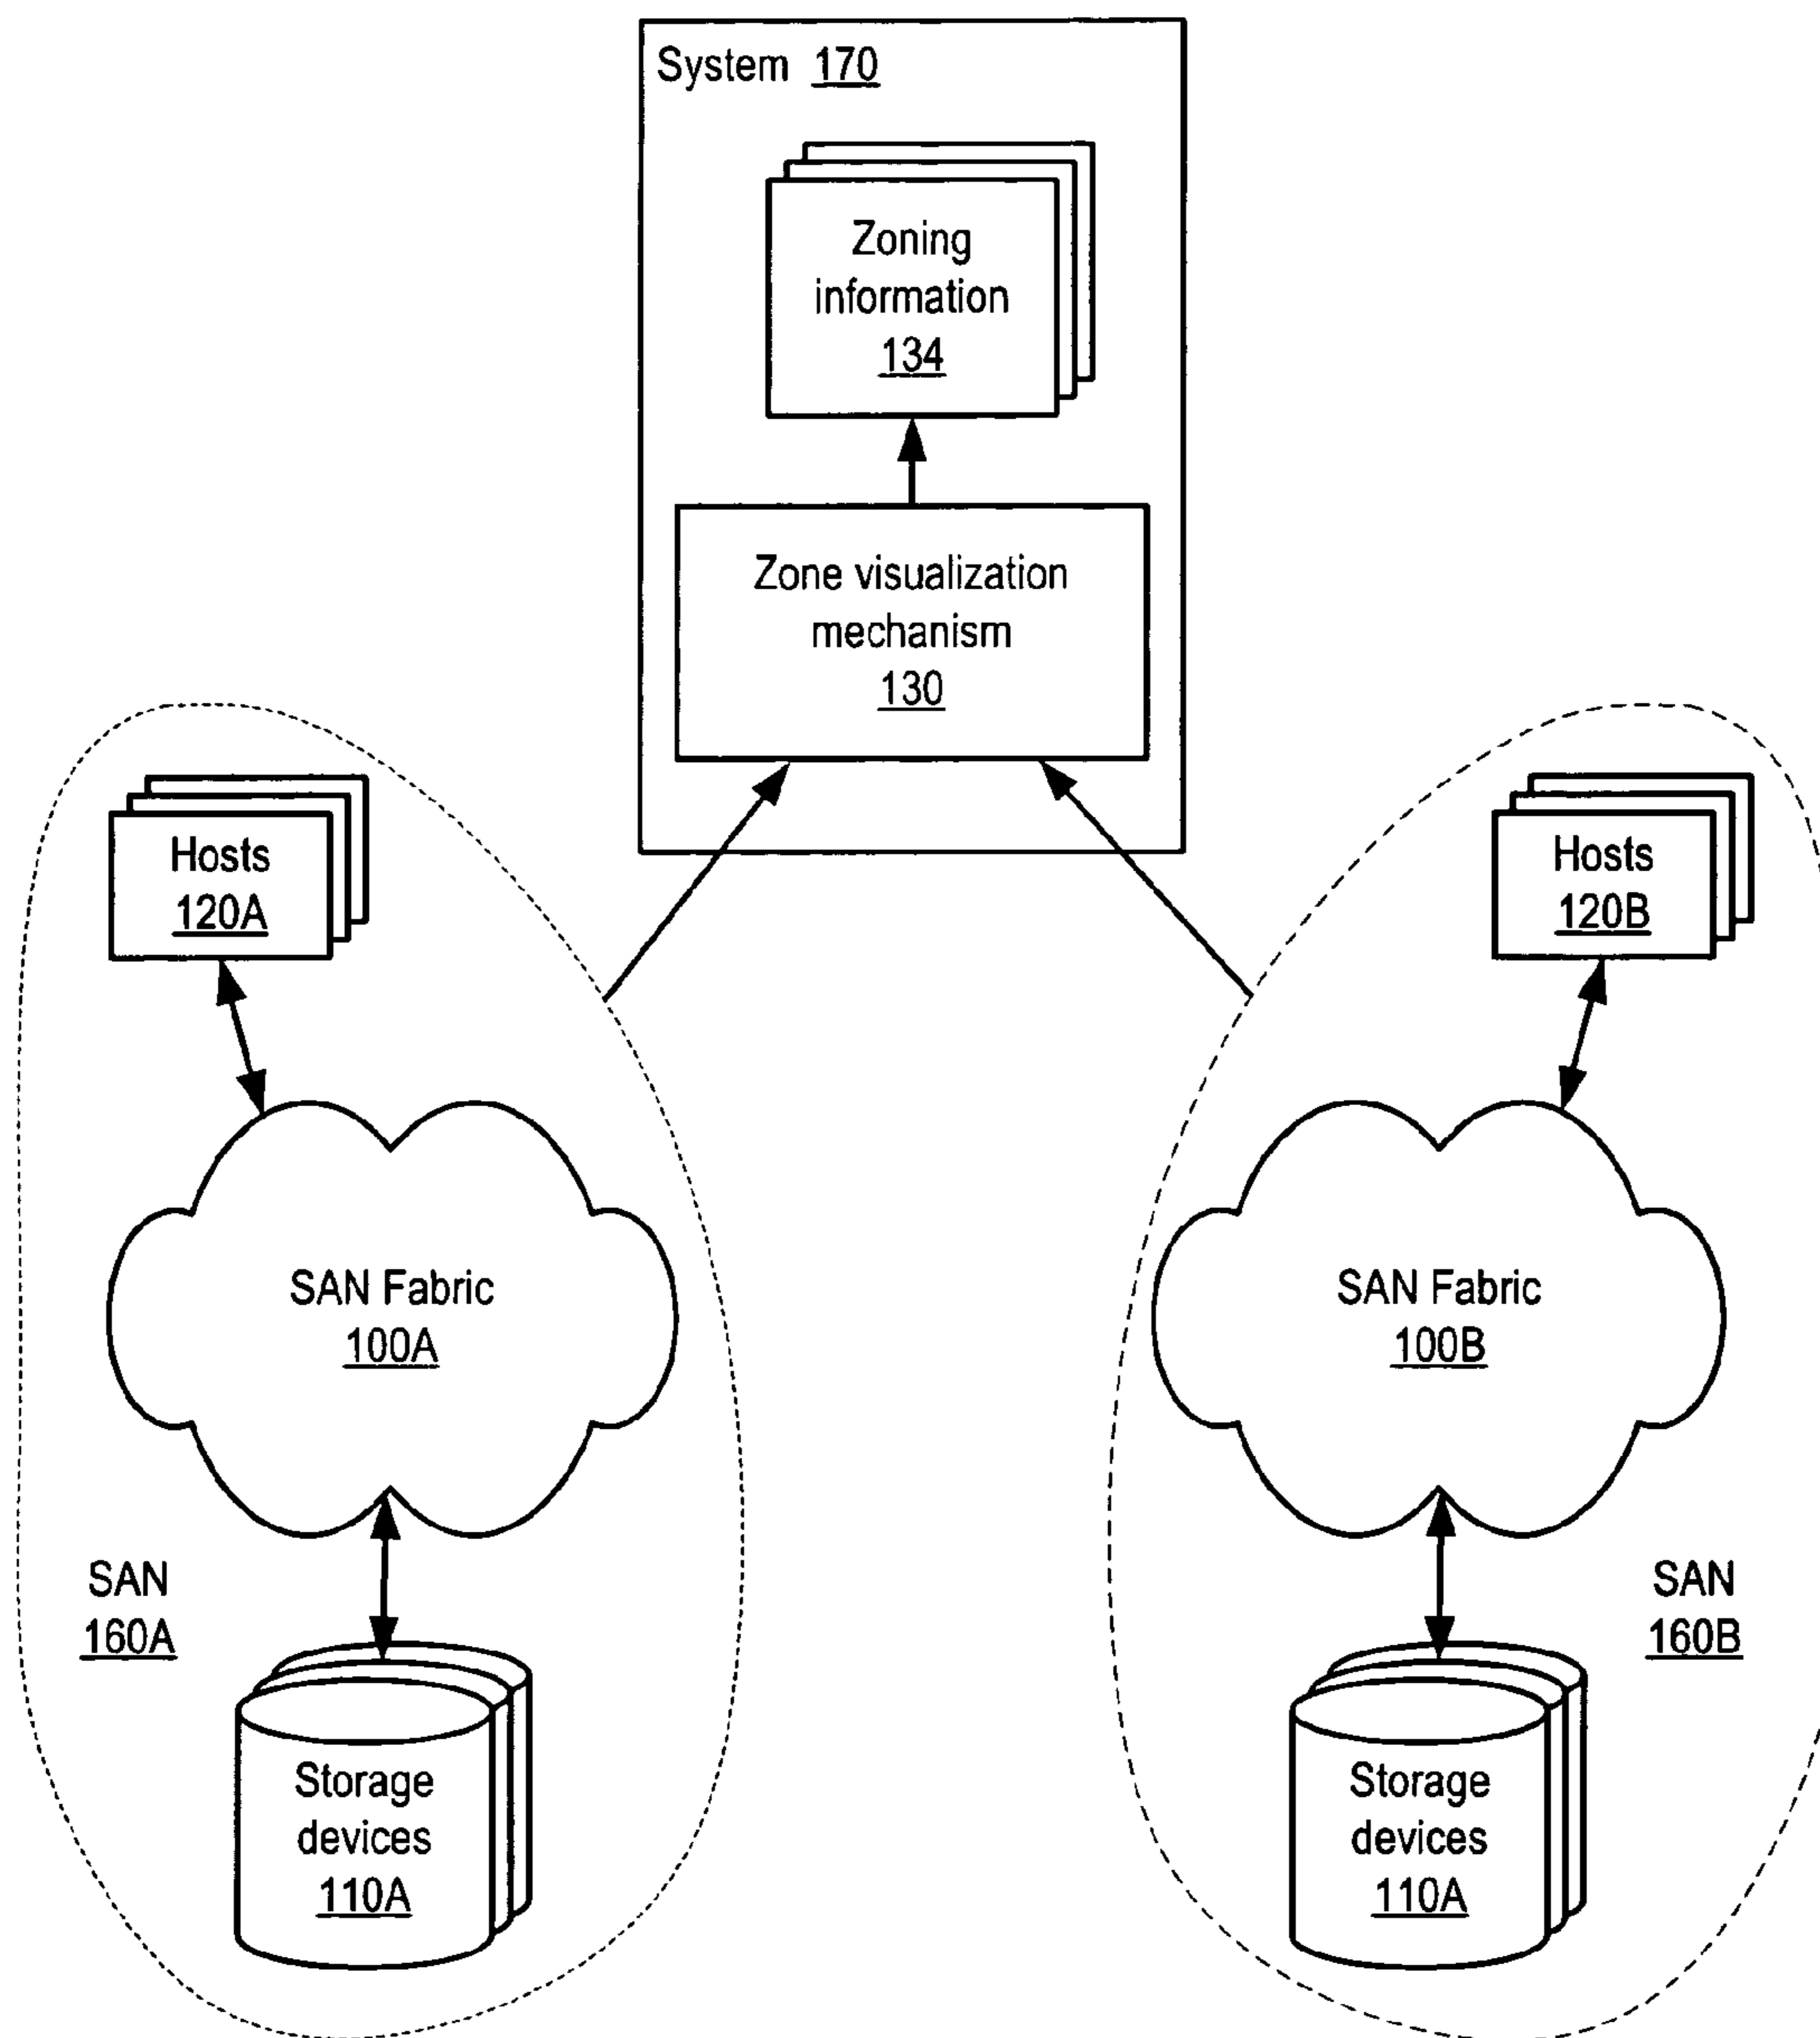 System 170
Zoning
information
134
Zone visualization
mechanism
130
Hosts
120A
Hosts
120B
SAN Fabric
100A
SAN Fabric
100B
SAN
160A
SAN
160B
Storage
devices
110A
Storage
devices
110A